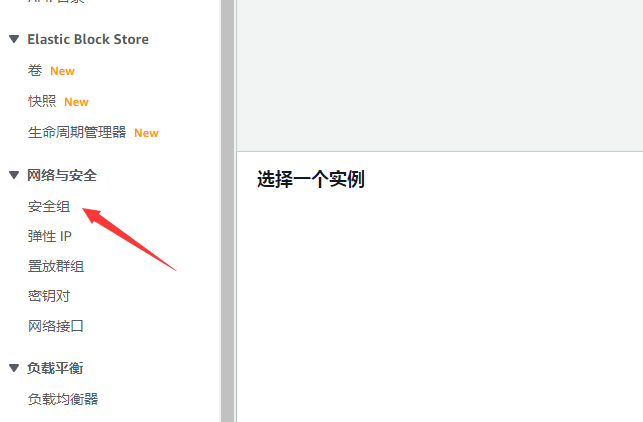 Elastic Block Store
卷 New
快照 New
生命周期管理器 New
网络与安全
安全组
弹性 IP
置放群组
密钥对
网络接口
负载平衡
负载均衡器
选择一个实例